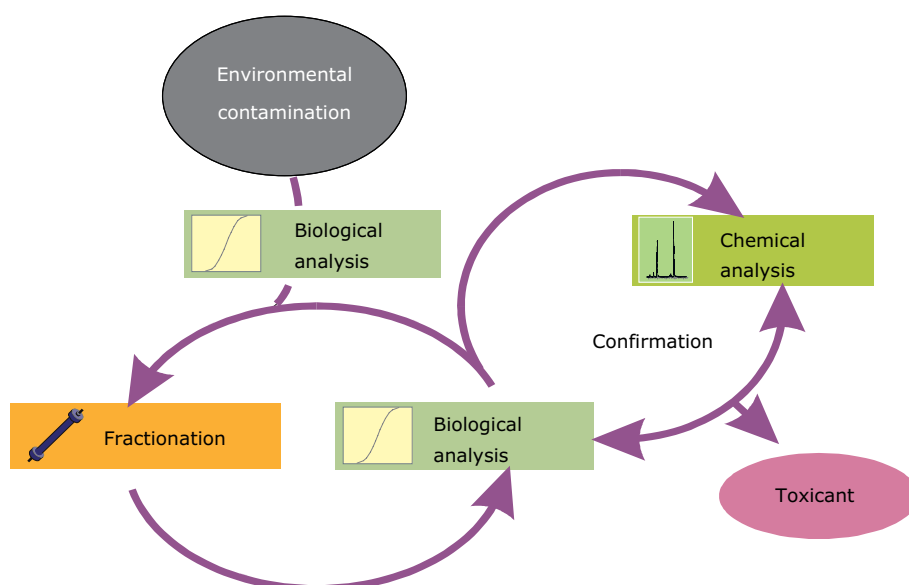 Environmental
contamination
Biological
analysis
Chemical
analysis
Confirmation
Fractionation
Biological
analysis
Toxicant